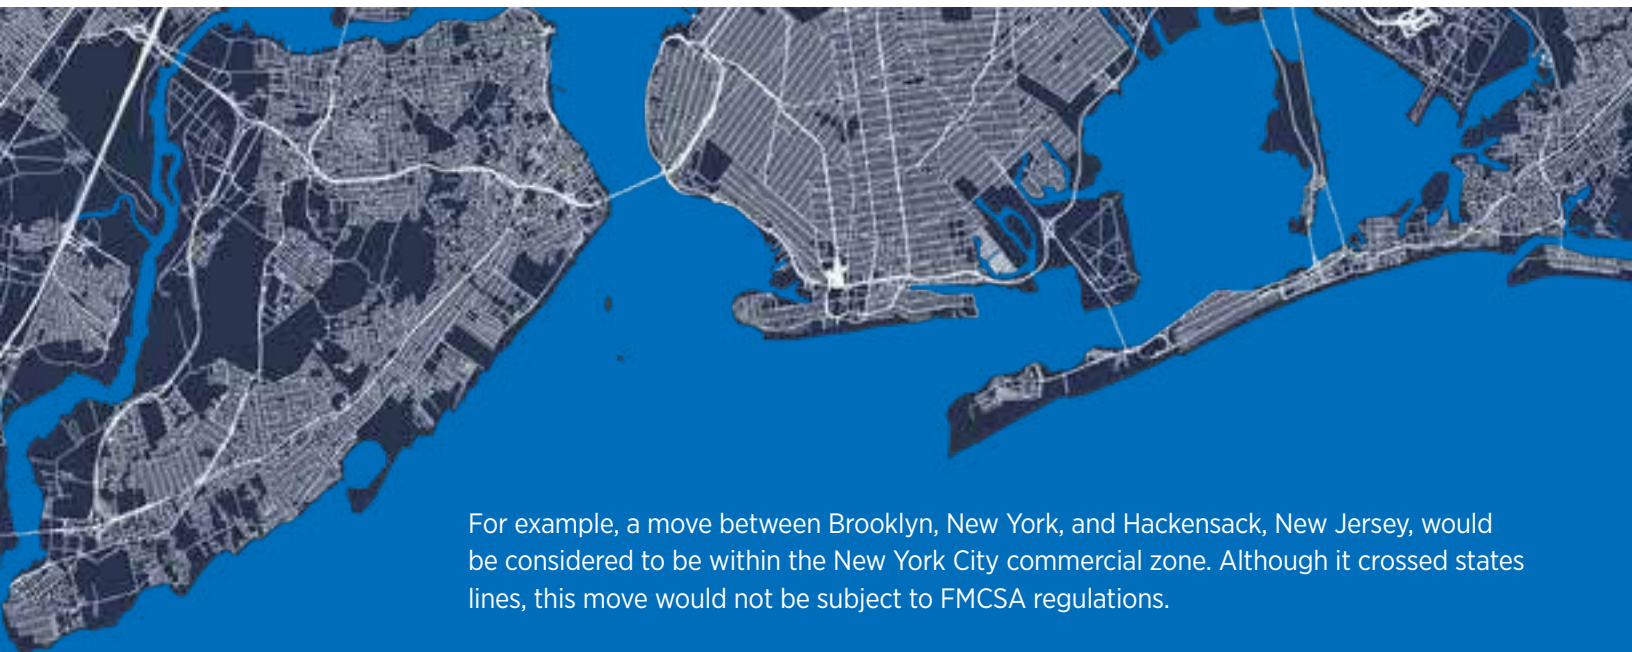 For example, a move between Brooklyn, New York, and Hackensack, New Jersey, would
be considered to be within the New York City commercial zone. Although it crossed states
lines, this move would not be subject to FMCSA regulations.